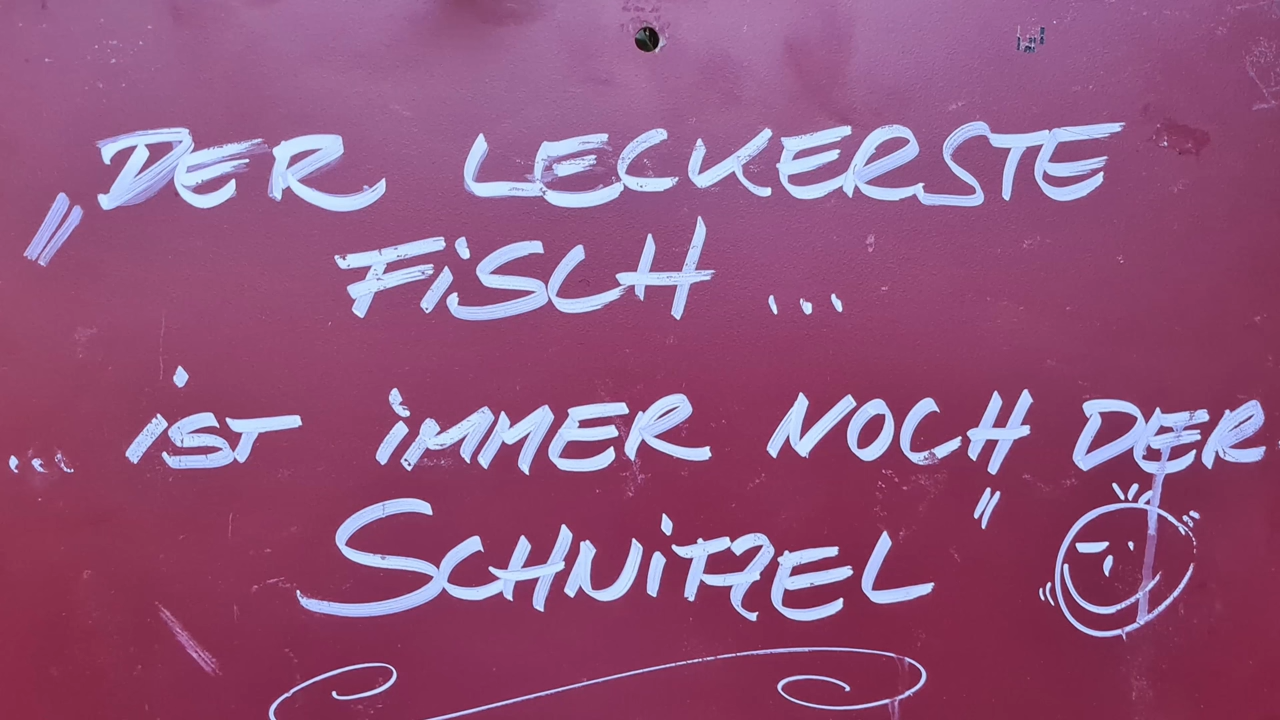 „DER LECKERSTE
FiSCH ...
... iST iMMER NOCH DER
SCHNiTZEL"